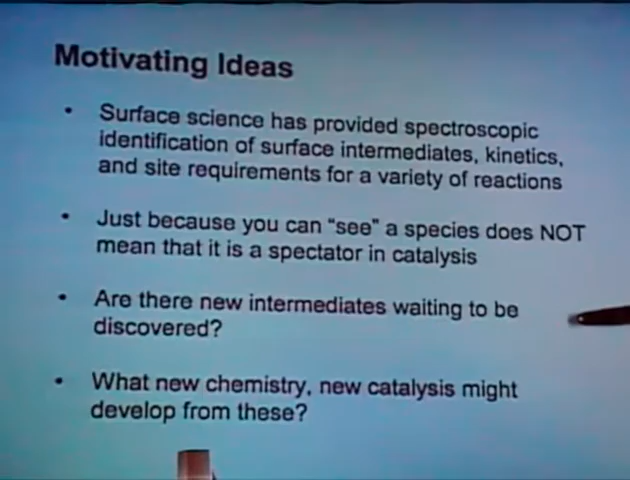 Motivating Ideas
• Surface science has provided spectroscopic
identification of surface intermediates, kinetics,
and site requirements for a variety of reactions
• Just because you can "see" a species does NOT
mean that it is a spectator in catalysis
• Are there new intermediates waiting to be
discovered?
• What new chemistry, new catalysis might
develop from these?